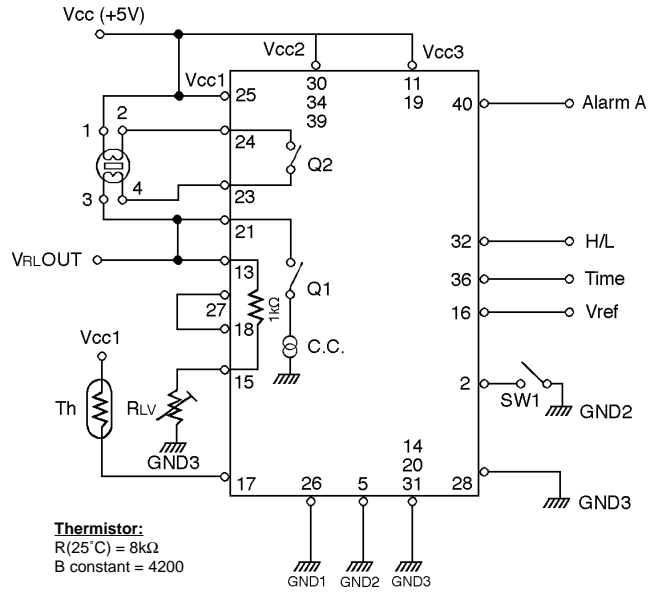 Vcc (+5V)
Vcc2
Vcc3
Vcc1
25
30
34
39
11
19
40
Alarm A
1
2
24
Q2
3
4
23
21
32
H/L
VRLOUT
13
Q1
36
Time
27
1kΩ
16
Vref
18
C.C.
Vcc1
15
2
SW1
GND2
Th
RLV
GND3
14
20
17
26
5
31
28
GND3
Thermistor:
R(25˚C) = 8kΩ
B constant = 4200
GND1
GND2
GND3